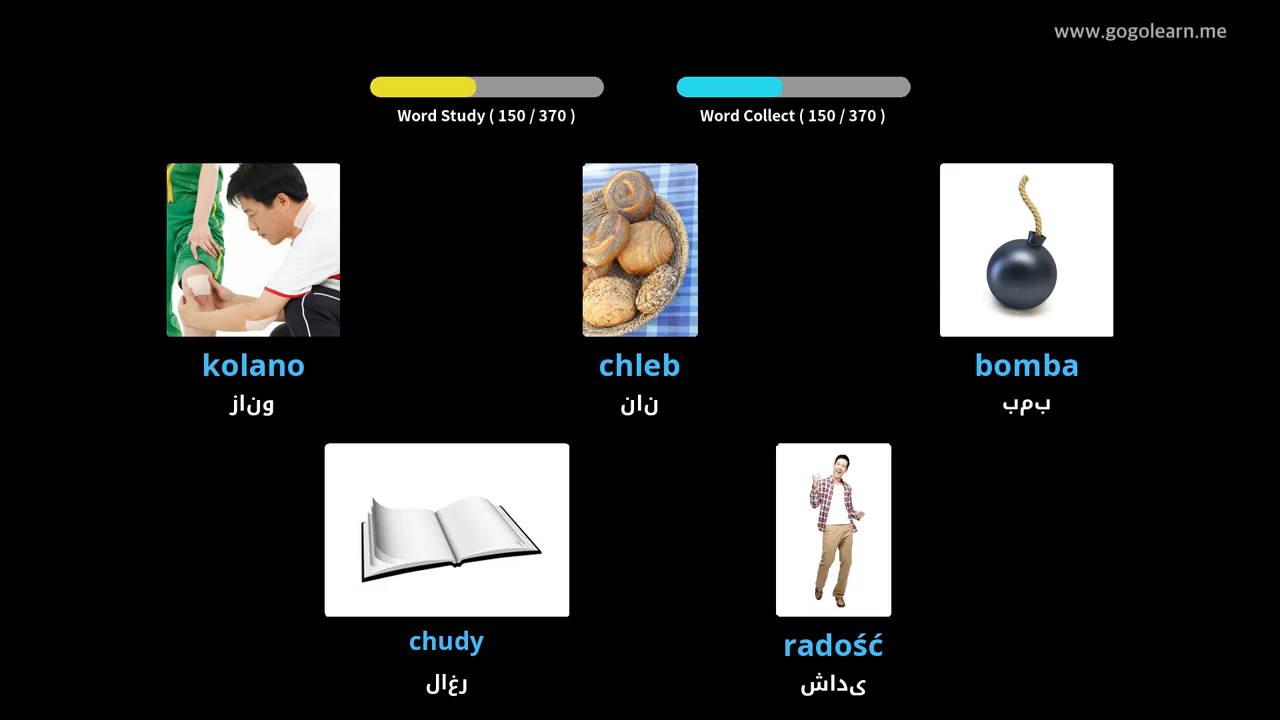 www.gogolearn.me
Word Study ( 150 / 370 )
Word Collect ( 150 / 370 )
kolano
زانو
chleb
نان
bomba
بمب
chudy
لاغر
radość
شادی